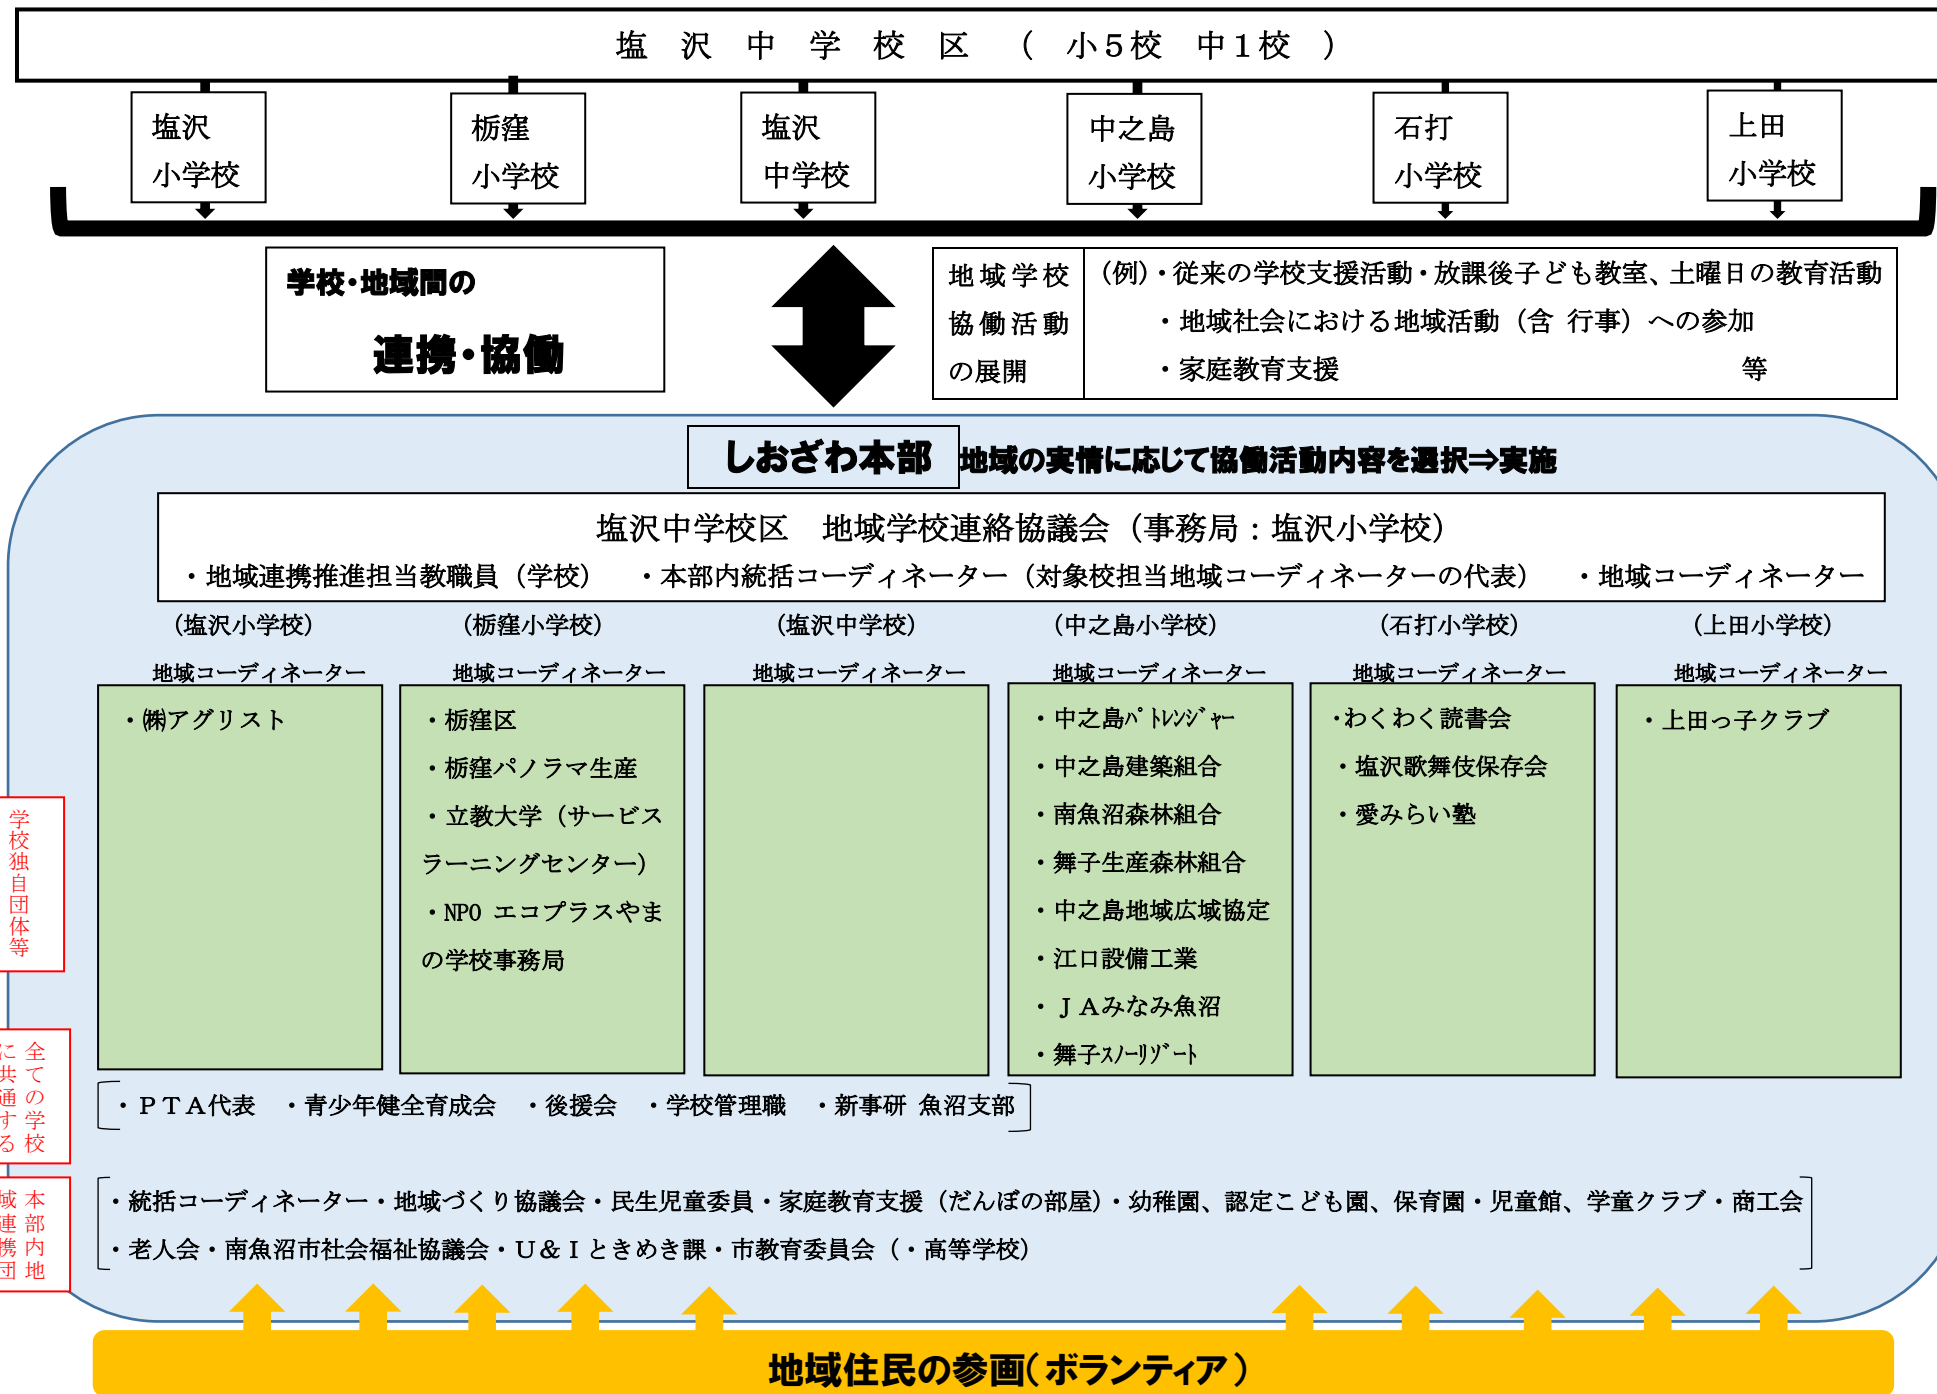 塩沢中学校区 （ 小５校 中１校 ）
塩沢
小学校
栃窪
小学校
塩沢
中学校
中之島
小学校
石打
小学校
上田
小学校
学校・地域間の
連携・協働
地域学校
協働活動
の展開
（例）・従来の学校支援活動・放課後子ども教室、土曜日の教育活動
・地域社会における地域活動（含 行事）への参加
・家庭教育支援 等
しおざわ本部 地域の実情に応じて協働活動内容を選択⇒実施
塩沢中学校区 地域学校連絡協議会（事務局：塩沢小学校）
・地域連携推進担当教職員（学校） ・本部内統括コーディネーター（対象校担当地域コーディネーターの代表） ・地域コーディネーター
（塩沢小学校） （栃窪小学校） （塩沢中学校） （中之島小学校） （石打小学校） （上田小学校）
地域コーディネーター 地域コーディネーター 地域コーディネーター 地域コーディネーター 地域コーディネーター 地域コーディネーター
・㈱アグリスト
・栃窪区
・栃窪パノラマ生産
・立教大学（サービス
ラーニングセンター）
・NPO エコプラスやま
の学校事務局
・中之島ﾊﾟﾄﾚﾝｼﾞｬｰ
・中之島建築組合
・南魚沼森林組合
・舞子生産森林組合
・中之島地域広域協定
・江口設備工業
・ＪＡみなみ魚沼
・舞子ｽﾉｰﾘｿﾞｰﾄ
・わくわく読書会
・塩沢歌舞伎保存会
・愛みらい塾
・上田っ子クラブ
学校独自団体等
全ての学校
に共通する
・ＰＴＡ代表 ・青少年健全育成会 ・後援会 ・学校管理職 ・新事研 魚沼支部
本部内地
域連携団
・統括コーディネーター・地域づくり協議会・民生児童委員・家庭教育支援（だんぼの部屋）・幼稚園、認定こども園、保育園・児童館、学童クラブ・商工会
・老人会・南魚沼市社会福祉協議会・Ｕ＆Ｉときめき課・市教育委員会（・高等学校）
地域住民の参画（ボランティア）